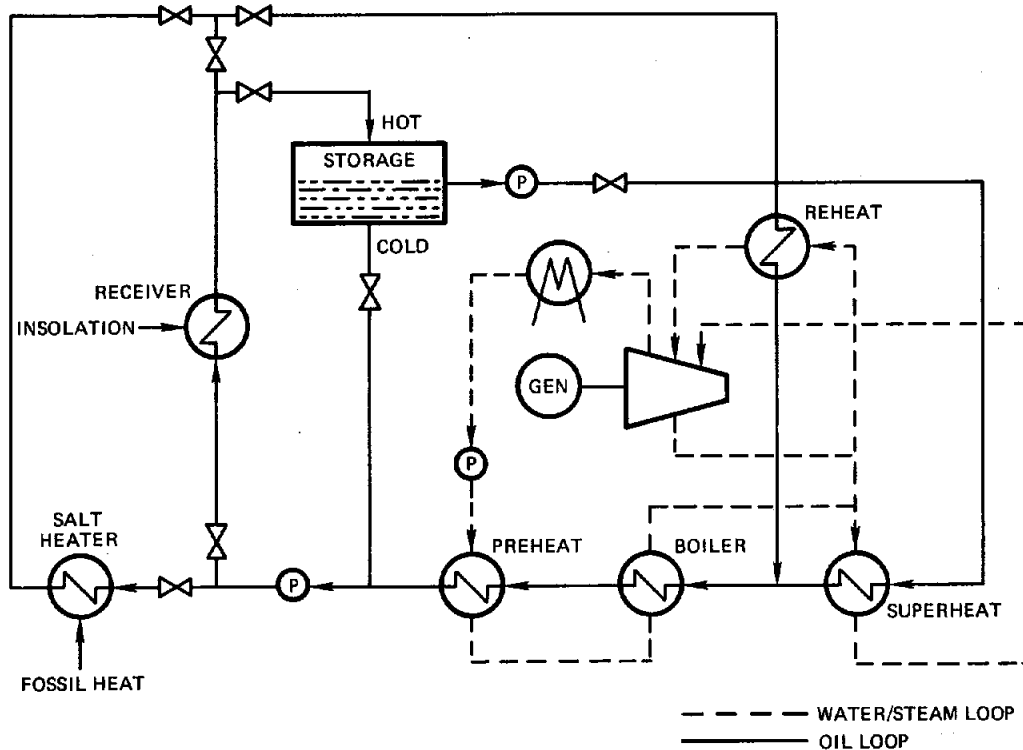 HOT
STORAGE
P
COLD
REHEAT
RECEIVER
INSOLATION
GEN
P
SALT
HEATER
PREHEAT
BOILER
P
SUPERHEAT
FOSSIL HEAT
WATER/STEAM LOOP
OIL LOOP